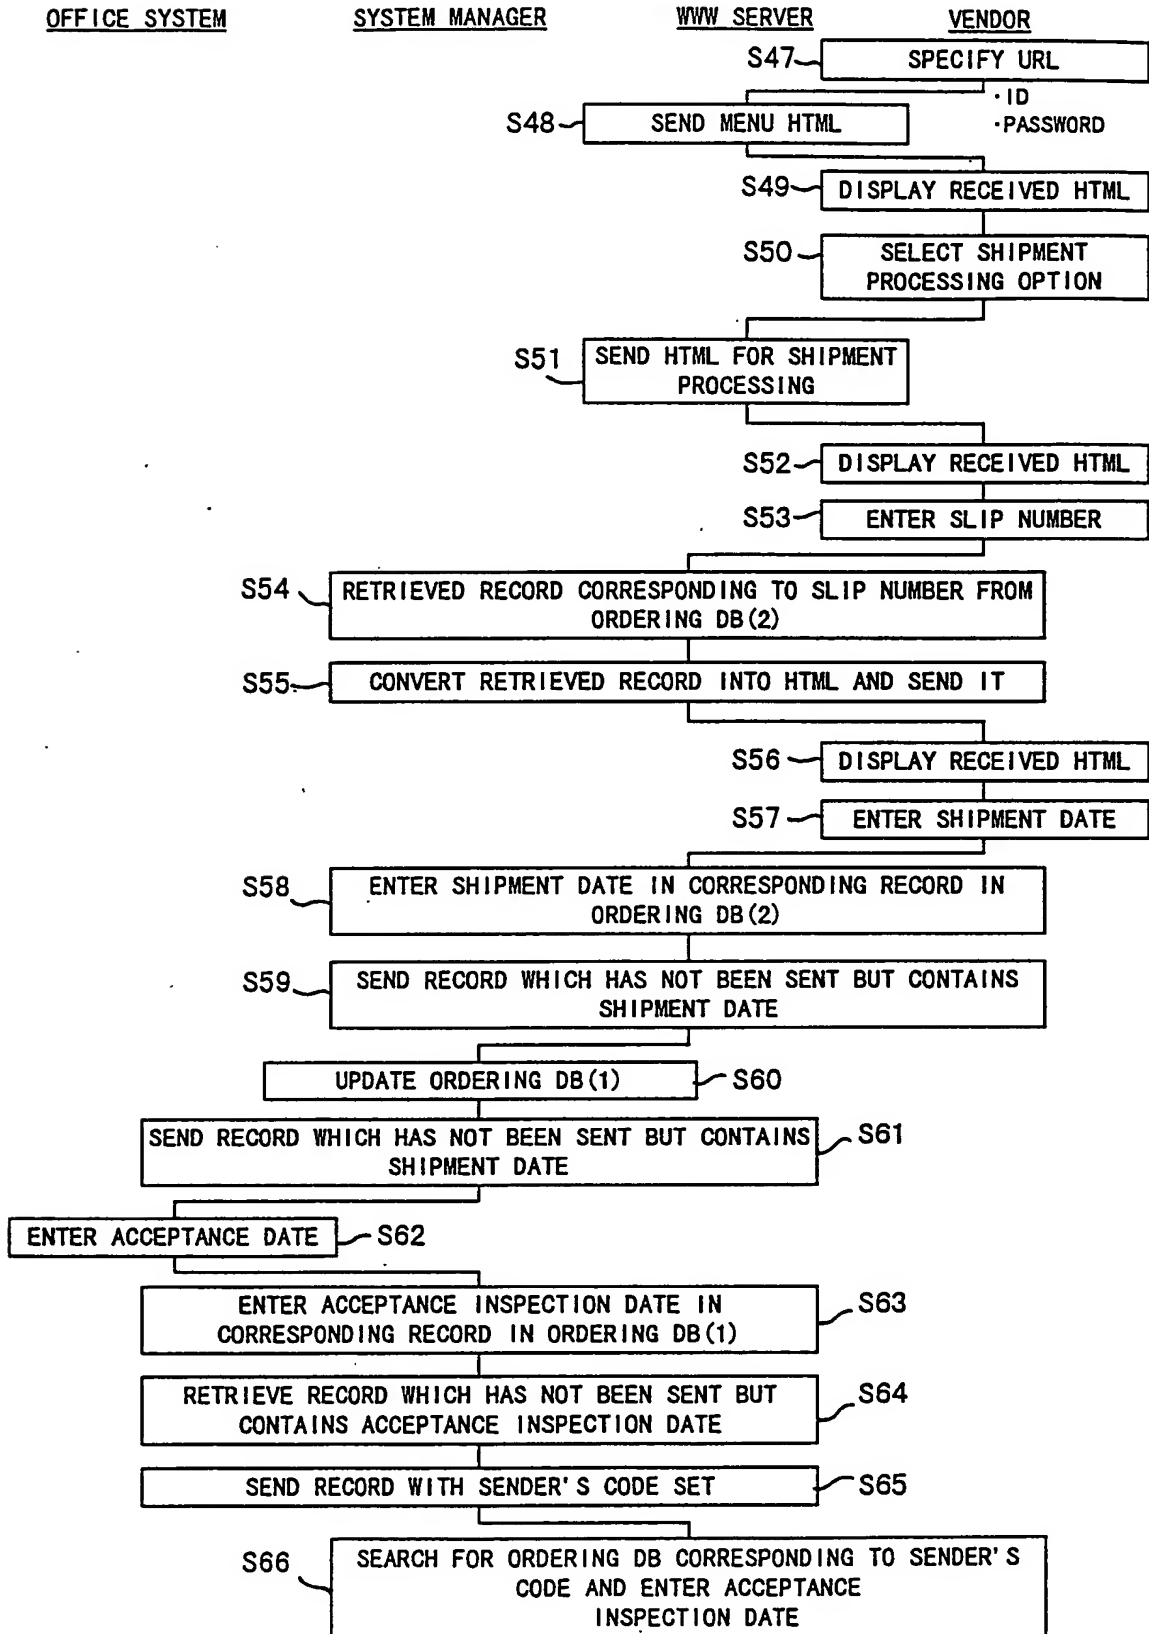 OFFICE SYSTEM
SYSTEM MANAGER
WWW SERVER
VENDOR
S47
SPECIFY URL
・ID
・PASSWORD
S48
SEND MENU HTML
S49
DISPLAY RECEIVED HTML
S50
SELECT SHIPMENT
PROCESSING OPTION
S51
SEND HTML FOR SHIPMENT
PROCESSING
S52
DISPLAY RECEIVED HTML
S53
ENTER SLIP NUMBER
S54
RETRIEVED RECORD CORRESPONDING TO SLIP NUMBER FROM
ORDERING DB(2)
S55
CONVERT RETRIEVED RECORD INTO HTML AND SEND IT
S56
DISPLAY RECEIVED HTML
S57
ENTER SHIPMENT DATE
S58
ENTER SHIPMENT DATE IN CORRESPONDING RECORD IN
ORDERING DB(2)
S59
SEND RECORD WHICH HAS NOT BEEN SENT BUT CONTAINS
SHIPMENT DATE
UPDATE ORDERING DB(1)
S60
SEND RECORD WHICH HAS NOT BEEN SENT BUT CONTAINS
SHIPMENT DATE
S61
ENTER ACCEPTANCE DATE
S62
ENTER ACCEPTANCE INSPECTION DATE IN
CORRESPONDING RECORD IN ORDERING DB(1)
S63
RETRIEVE RECORD WHICH HAS NOT BEEN SENT BUT
CONTAINS ACCEPTANCE INSPECTION DATE
S64
SEND RECORD WITH SENDER'S CODE SET
S65
S66
SEARCH FOR ORDERING DB CORRESPONDING TO SENDER'S
CODE AND ENTER ACCEPTANCE
INSPECTION DATE